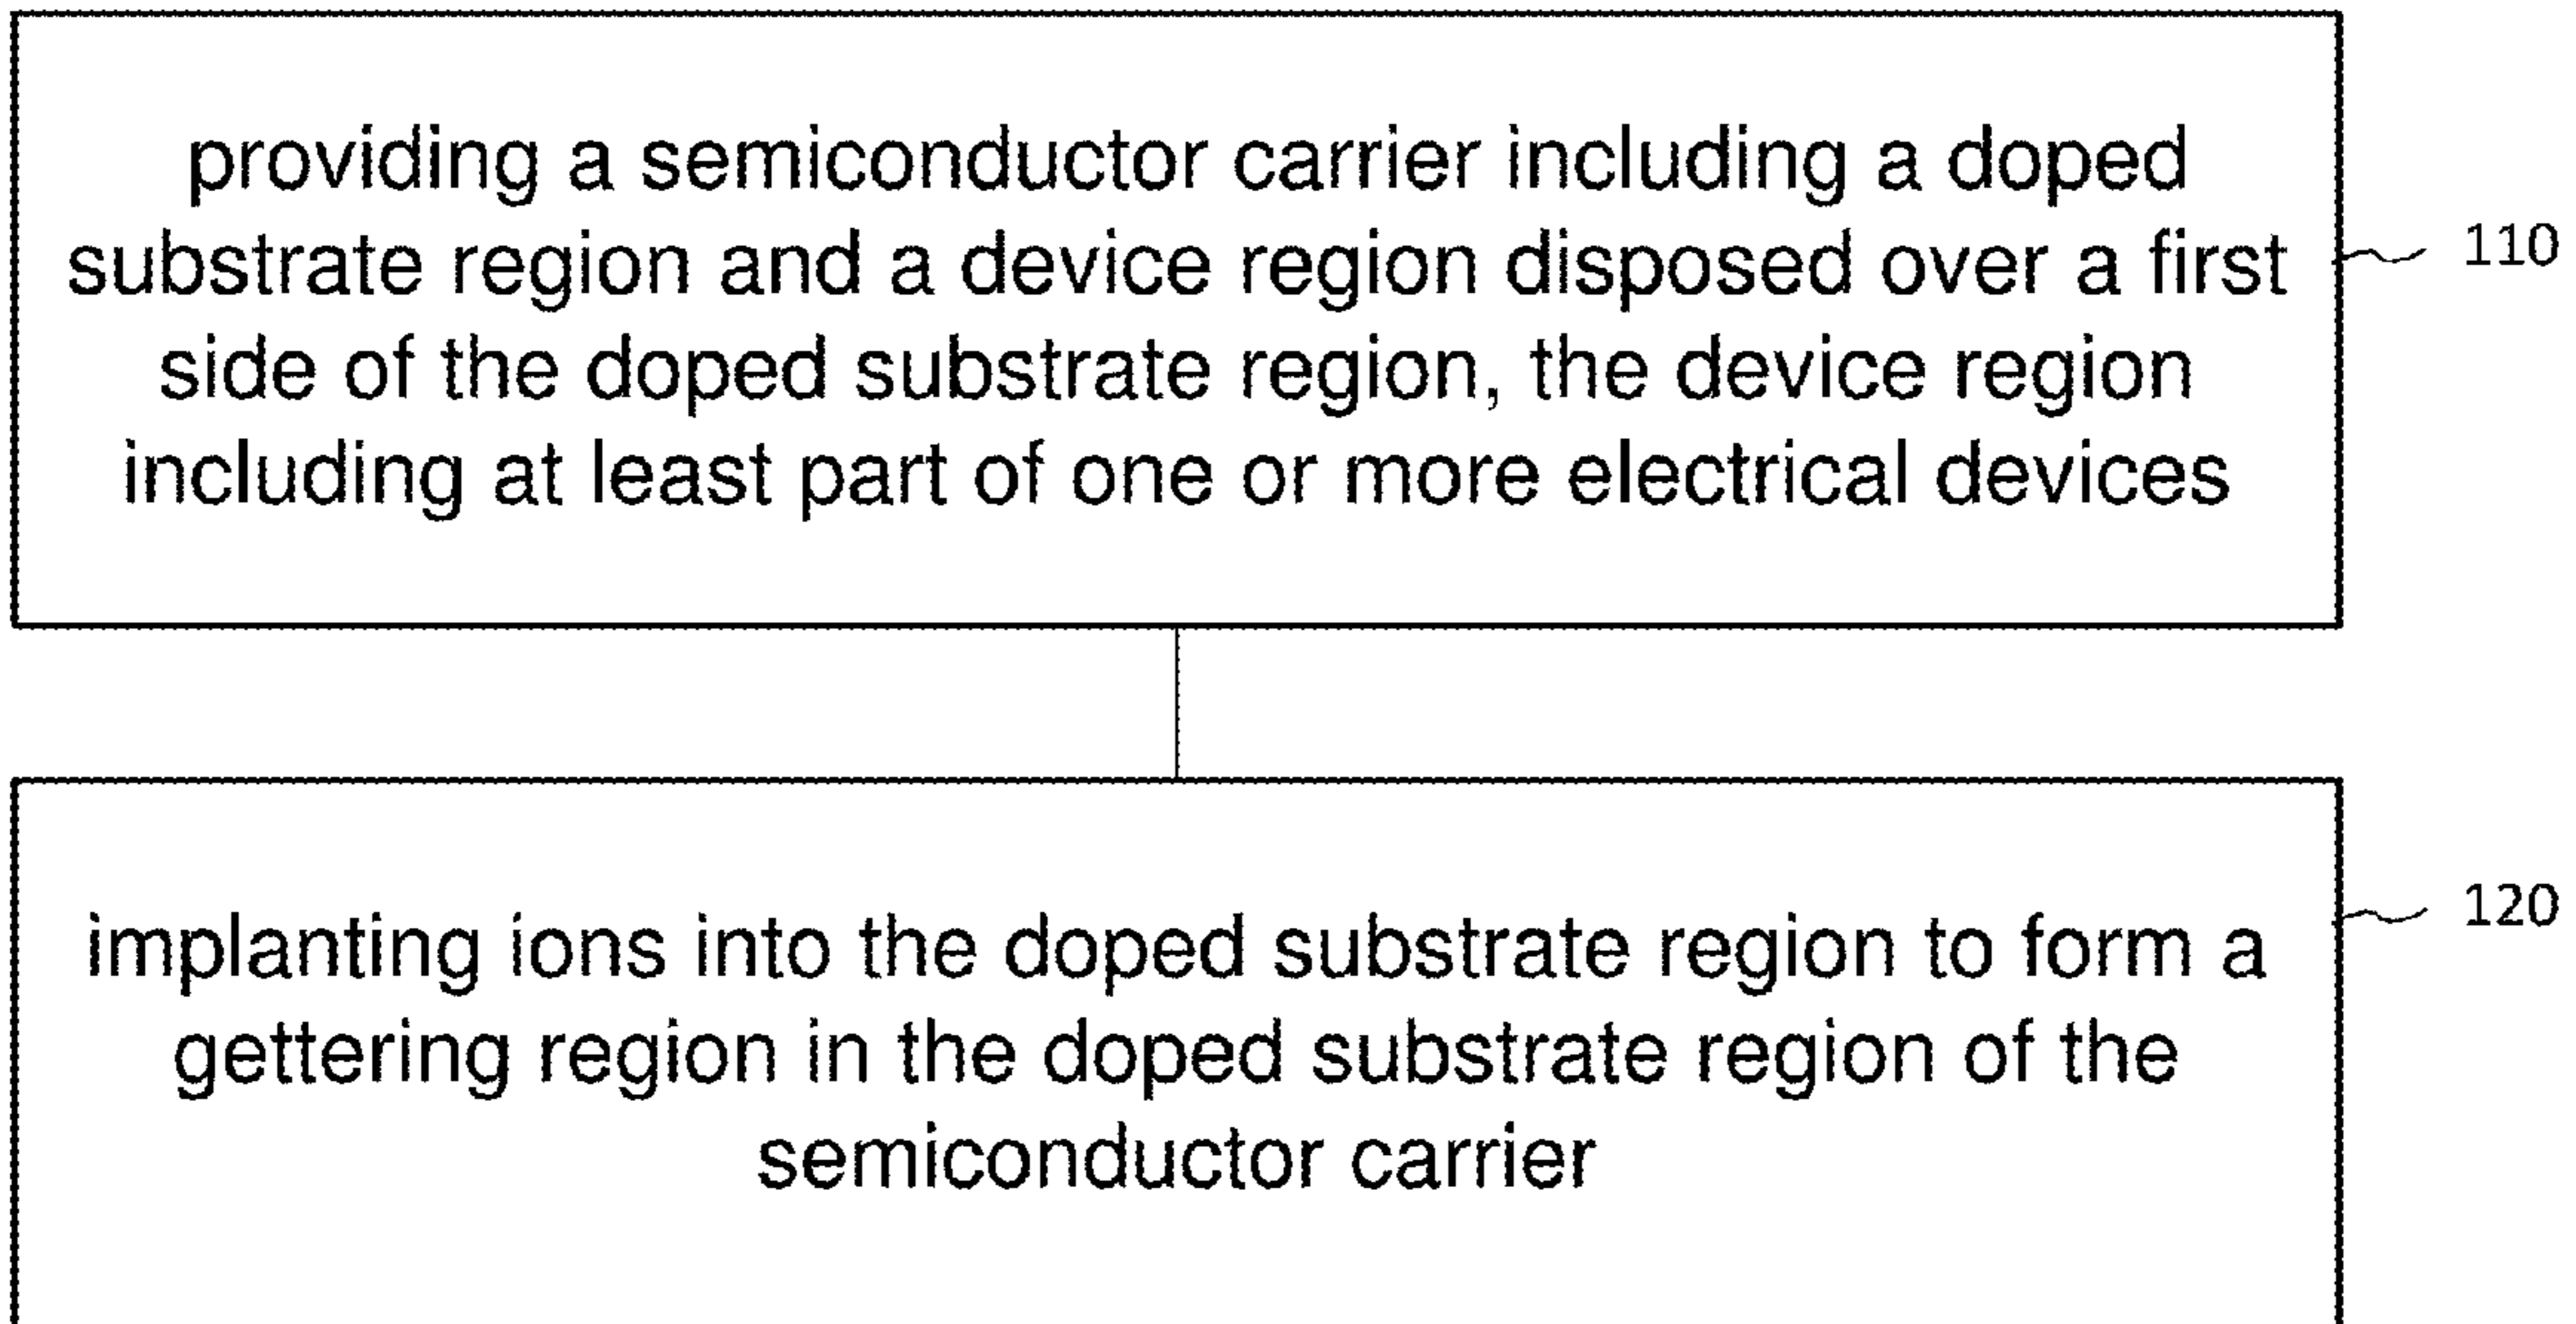 providing a semiconductor carrier including a doped
substrate region and a device region disposed over a first
side of the doped substrate region, the device region
including at least part of one or more electrical devices
110
implanting ions into the doped substrate region to form a
gettering region in the doped substrate region of the
semiconductor carrier
120